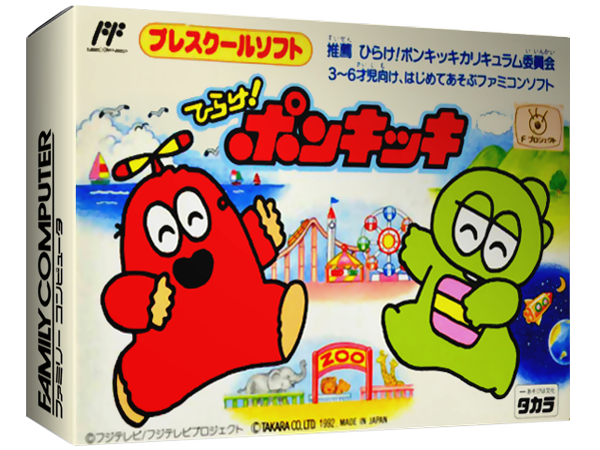 プレスクールソフト
推薦 ひらけ!ポンキッキカリキュラム委員会
3〜6才児向け、はじめてあそぶファミコンソフト
ひらけ!
ポンキッキ
Fプロジェクト
FAMILY COMPUTER
ファミリー コンピュータ
ZOO
タカラ
©TAKARA CO.,LTD. 1992, MADE IN JAPAN
©フジテレビ/フジテレビプロジェクト